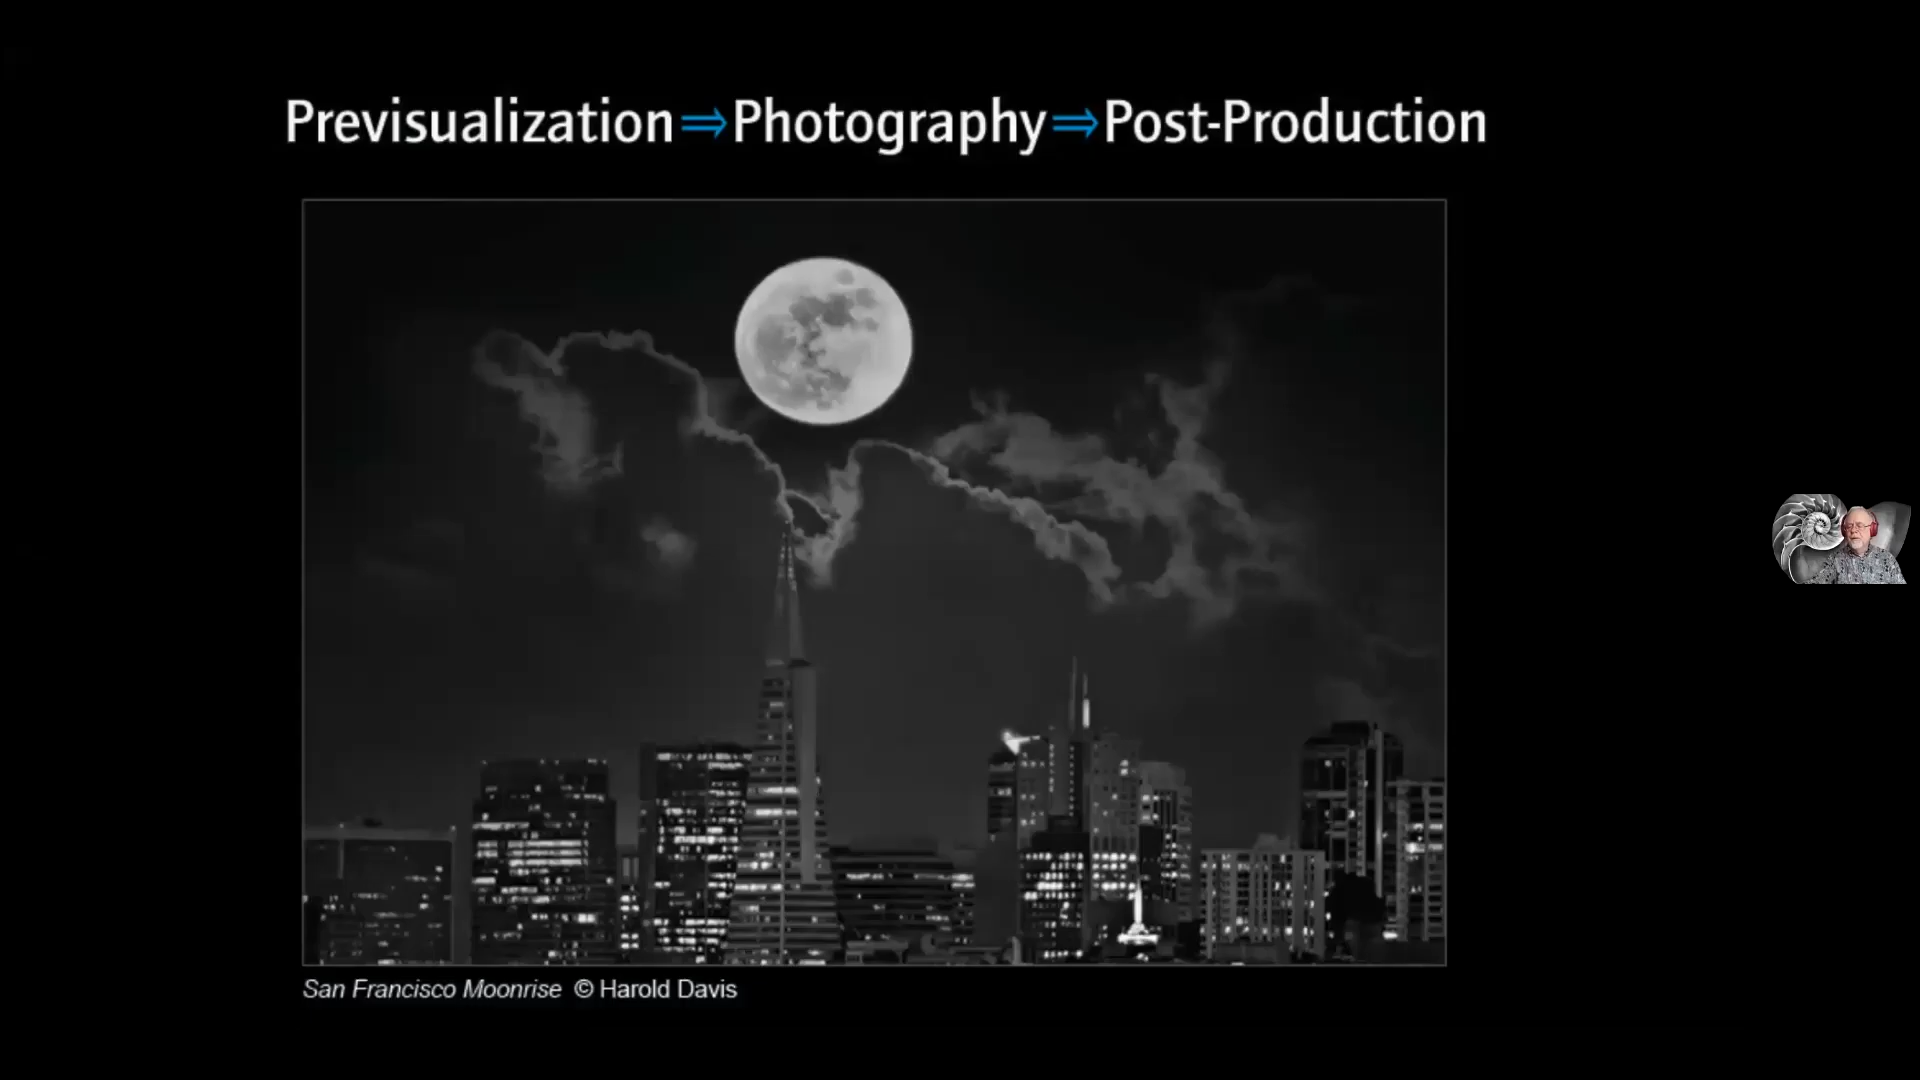 Previsualization⇒Photography⇒Post-Production
San Francisco Moonrise © Harold Davis